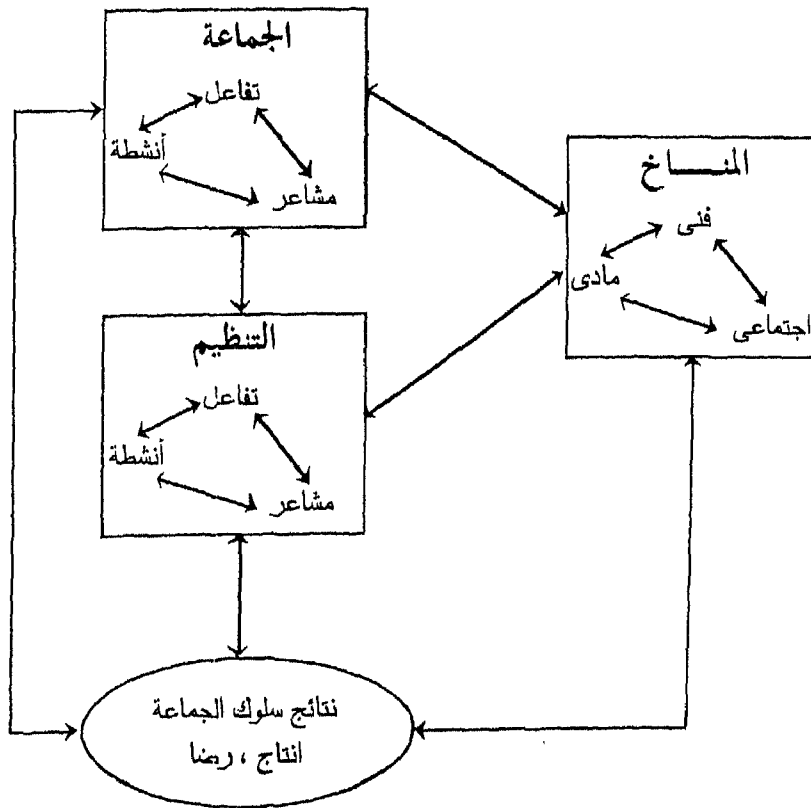 الجماعة
تفاعل
أنشطة
مشاعر
المنـــاخ
فنى
مادى
اجتماعى
التنظيم
تفاعل
أنشطة
مشاعر
نتائج سلوك الجماعة
انتاج ، رضا